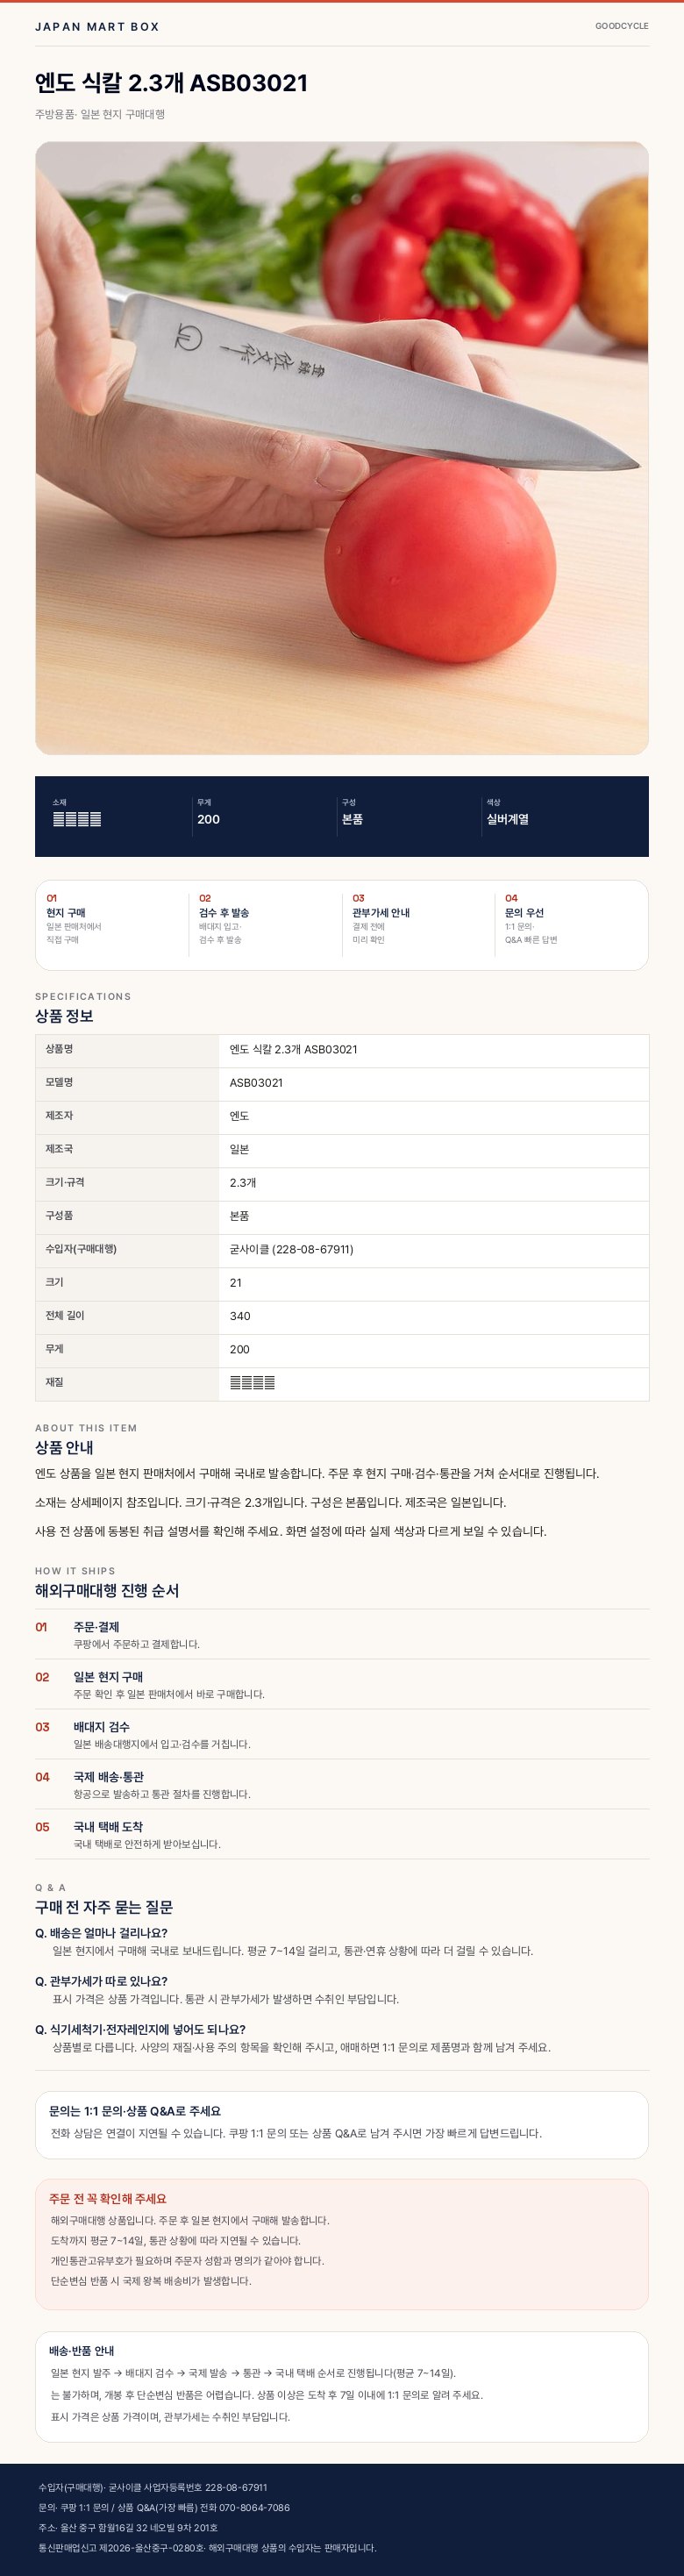 JAPAN MART BOX
GOODCYCLE
엔도 식칼 2.3개 ASB03021
주방용품· 일본 현지 구매대행
登録 佐文作
소재
무게
200
구성
본품
색상
실버계열
01
현지 구매
일본 판매처에서
직접 구매
02
검수 후 발송
배대지 입고·
검수 후 발송
03
관부가세 안내
결제 전에
미리 확인
04
문의 우선
1:1 문의·
Q&A 빠른 답변
SPECIFICATIONS
상품 정보
상품명 엔도 식칼 2.3개 ASB03021
모델명 ASB03021
제조자 엔도
제조국 일본
크기·규격 2.3개
구성품 본품
수입자(구매대행) 굳사이클 (228-08-67911)
크기 21
전체 길이 340
무게 200
재질
ABOUT THIS ITEM
상품 안내
엔도 상품을 일본 현지 판매처에서 구매해 국내로 발송합니다. 주문 후 현지 구매·검수·통관을 거쳐 순서대로 진행됩니다.
소재는 상세페이지 참조입니다. 크기·규격은 2.3개입니다. 구성은 본품입니다. 제조국은 일본입니다.
사용 전 상품에 동봉된 취급 설명서를 확인해 주세요. 화면 설정에 따라 실제 색상과 다르게 보일 수 있습니다.
HOW IT SHIPS
해외구매대행 진행 순서
01 주문·결제
쿠팡에서 주문하고 결제합니다.
02 일본 현지 구매
주문 확인 후 일본 판매처에서 바로 구매합니다.
03 배대지 검수
일본 배송대행지에서 입고·검수를 거칩니다.
04 국제 배송·통관
항공으로 발송하고 통관 절차를 진행합니다.
05 국내 택배 도착
국내 택배로 안전하게 받아보십니다.
Q & A
구매 전 자주 묻는 질문
Q. 배송은 얼마나 걸리나요?
일본 현지에서 구매해 국내로 보내드립니다. 평균 7~14일 걸리고, 통관·연휴 상황에 따라 더 걸릴 수 있습니다.
Q. 관부가세가 따로 있나요?
표시 가격은 상품 가격입니다. 통관 시 관부가세가 발생하면 수취인 부담입니다.
Q. 식기세척기·전자레인지에 넣어도 되나요?
상품별로 다릅니다. 사양의 재질·사용 주의 항목을 확인해 주시고, 애매하면 1:1 문의로 제품명과 함께 남겨 주세요.
문의는 1:1 문의·상품 Q&A로 주세요
전화 상담은 연결이 지연될 수 있습니다. 쿠팡 1:1 문의 또는 상품 Q&A로 남겨 주시면 가장 빠르게 답변드립니다.
주문 전 꼭 확인해 주세요
해외구매대행 상품입니다. 주문 후 일본 현지에서 구매해 발송합니다.
도착까지 평균 7~14일, 통관 상황에 따라 지연될 수 있습니다.
개인통관고유부호가 필요하며 주문자 성함과 명의가 같아야 합니다.
단순변심 반품 시 국제 왕복 배송비가 발생합니다.
배송·반품 안내
일본 현지 발주 → 배대지 검수 → 국제 발송 → 통관 → 국내 택배 순서로 진행됩니다(평균 7~14일).
는 불가하며, 개봉 후 단순변심 반품은 어렵습니다. 상품 이상은 도착 후 7일 이내에 1:1 문의로 알려 주세요.
표시 가격은 상품 가격이며, 관부가세는 수취인 부담입니다.
수입자(구매대행)· 굳사이클 사업자등록번호 228-08-67911
문의· 쿠팡 1:1 문의 / 상품 Q&A(가장 빠름) 전화 070-8064-7086
주소· 울산 중구 함월16길 32 네오빌 9차 201호
통신판매업신고 제2026-울산중구-0280호· 해외구매대행 상품의 수입자는 판매자입니다.